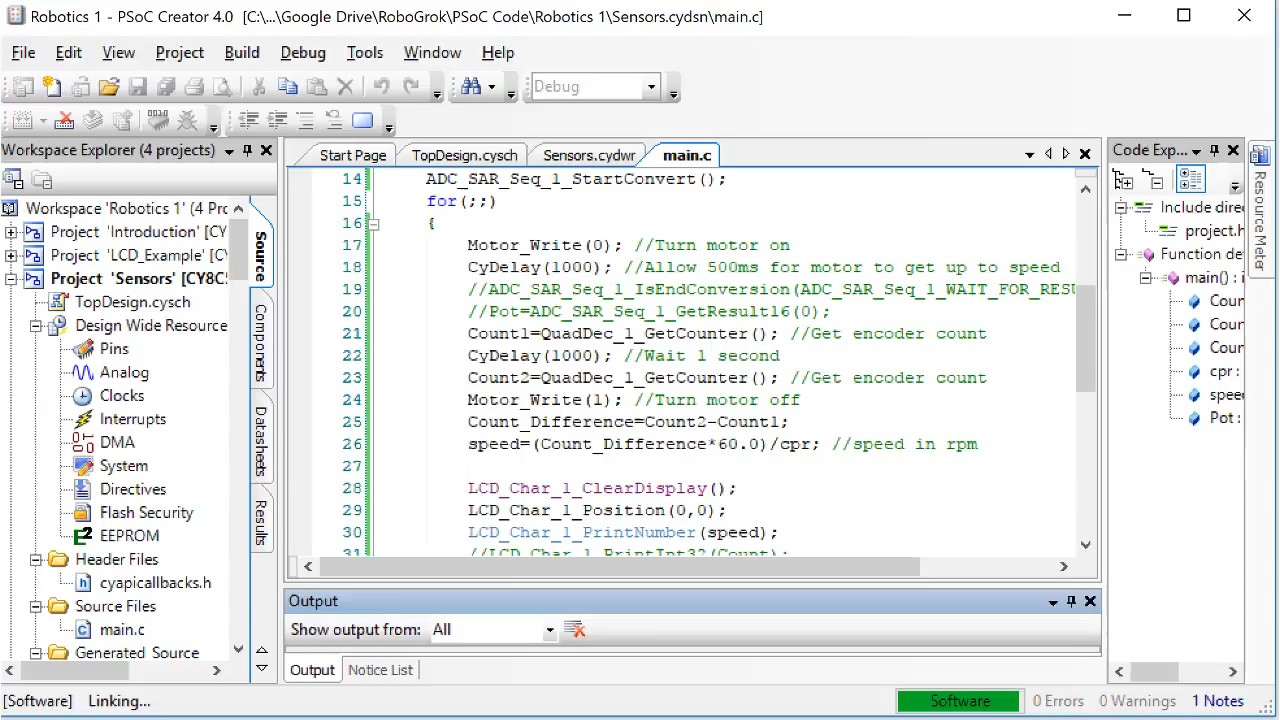 Robotics 1 - PSoC Creator 4.0 [C:\...\Google Drive\RoboGrok\PSoC Code\Robotics 1\Sensors.cydsn\main.c]
File Edit View Project Build Debug Tools Window Help
Debug
Workspace Explorer (4 projects)
Workspace 'Robotics 1' (4 Pro
Project 'Introduction' [CY
Project 'LCD_Example' [CY
Project 'Sensors' [CY8C5
TopDesign.cysch
Design Wide Resource
Pins
Analog
Clocks
Interrupts
DMA
System
Directives
Flash Security
EEPROM
Header Files
cyapicallbacks.h
Source Files
main.c
Generated Source
Source
Components
Datasheets
Results
Start Page TopDesign.cysch Sensors.cydwr main.c
14 ADC_SAR_Seq_1_StartConvert();
15 for(;;)
16 {
17 Motor_Write(0); //Turn motor on
18 CyDelay(1000); //Allow 500ms for motor to get up to speed
19 //ADC_SAR_Seq_1_IsEndConversion(ADC_SAR_Seq_1_WAIT_FOR_RESU
20 //Pot=ADC_SAR_Seq_1_GetResult16(0);
21 Count1=QuadDec_1_GetCounter(); //Get encoder count
22 CyDelay(1000); //Wait 1 second
23 Count2=QuadDec_1_GetCounter(); //Get encoder count
24 Motor_Write(1); //Turn motor off
25 Count_Difference=Count2-Count1;
26 speed=(Count_Difference*60.0)/cpr; //speed in rpm
27
28 LCD_Char_1_ClearDisplay();
29 LCD_Char_1_Position(0,0);
30 LCD_Char_1_PrintNumber(speed);
31 //LCD_Char_1_PrintInt32(Count);
Output
Show output from: All
Output Notice List
Code Exp...
Include direc
project.h
Function def
main() : i
Coun
Coun
Coun
cpr :
spee
Pot :
Resource Meter
[Software] Linking... Software 0 Errors 0 Warnings 1 Notes